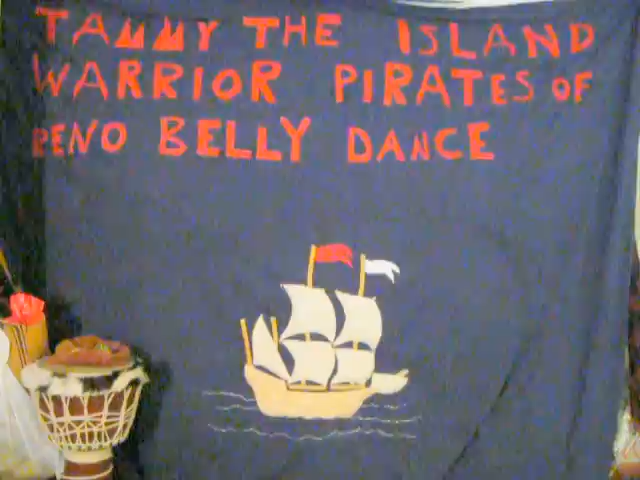 TAMMY THE ISLAND
WARRIOR PIRATES OF
RENO BELLY DANCE